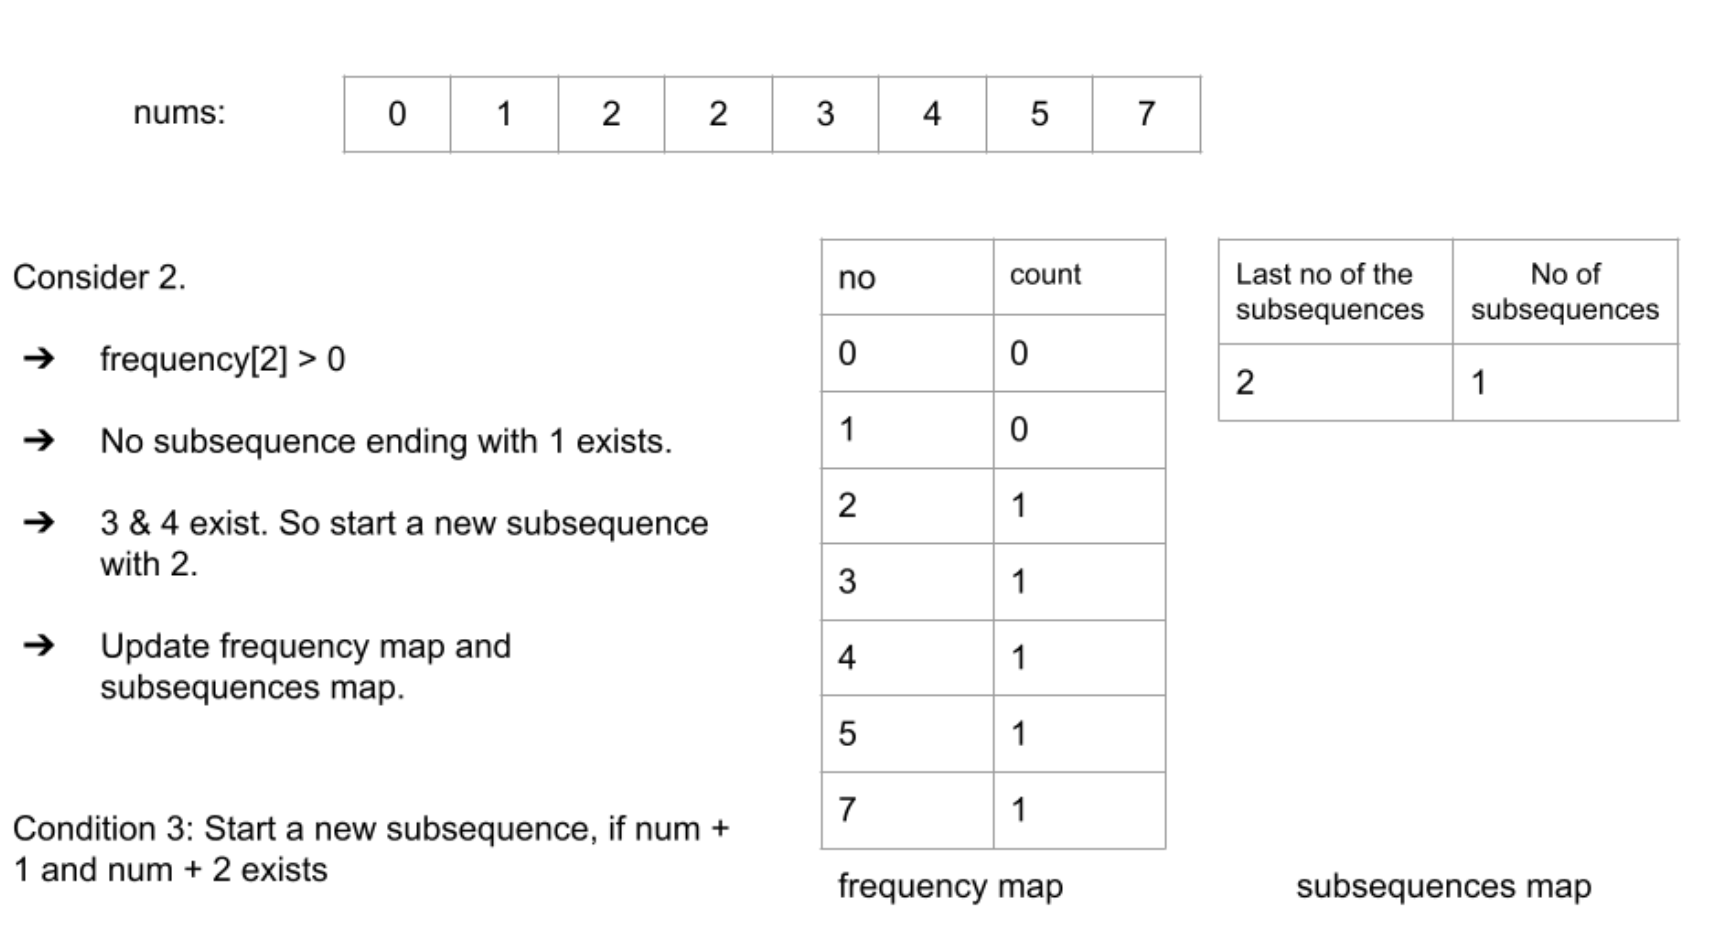 nums: 0 1 2 2 3 4 5 7
Consider 2.
➔ frequency[2] > 0
➔ No subsequence ending with 1 exists.
➔ 3 & 4 exist. So start a new subsequence
with 2.
➔ Update frequency map and
subsequences map.
Condition 3: Start a new subsequence, if num +
1 and num + 2 exists
no count
0 0
1 0
2 1
3 1
4 1
5 1
7 1
frequency map
Last no of the
subsequences
No of
subsequences
2 1
subsequences map